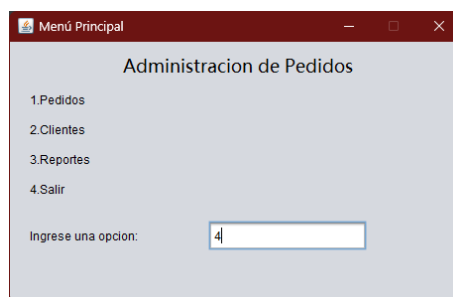 Menú Principal
Administracion de Pedidos
1.Pedidos
2.Clientes
3.Reportes
4.Salir
Ingrese una opcion: 4